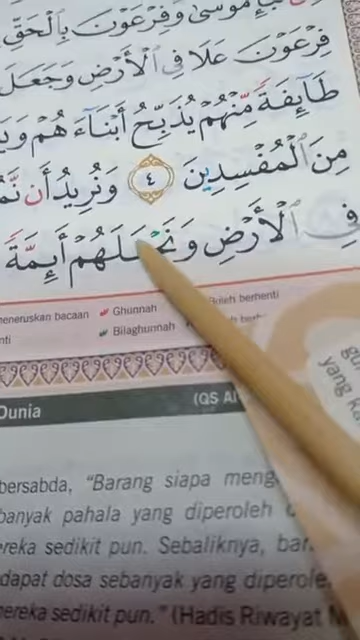 مُوسَىٰ وَفِرْعَوْنَ بِالْحَقِّ
فِرْعَوْنَ عَلَا فِي الْأَرْضِ وَجَعَلَ
طَآئِفَةً مِّنْهُمْ يُذَبِّحُ أَبْنَآءَهُمْ
مِنَ الْمُفْسِدِينَ ٤ وَنُرِيدُ أَن
فِي الْأَرْضِ وَنَجْعَلَهُمْ أَئِمَّةً
meneruskan bacaan Ghunnah Boleh berhenti
Bilaghunnah
Dunia (QS Al
bersabda, "Barang siapa meng
banyak pahala yang diperoleh
ereka sedikit pun. Sebaliknya, bar
dapat dosa sebanyak yang diperole
ereka sedikit pun." (Hadis Riwayat
yang